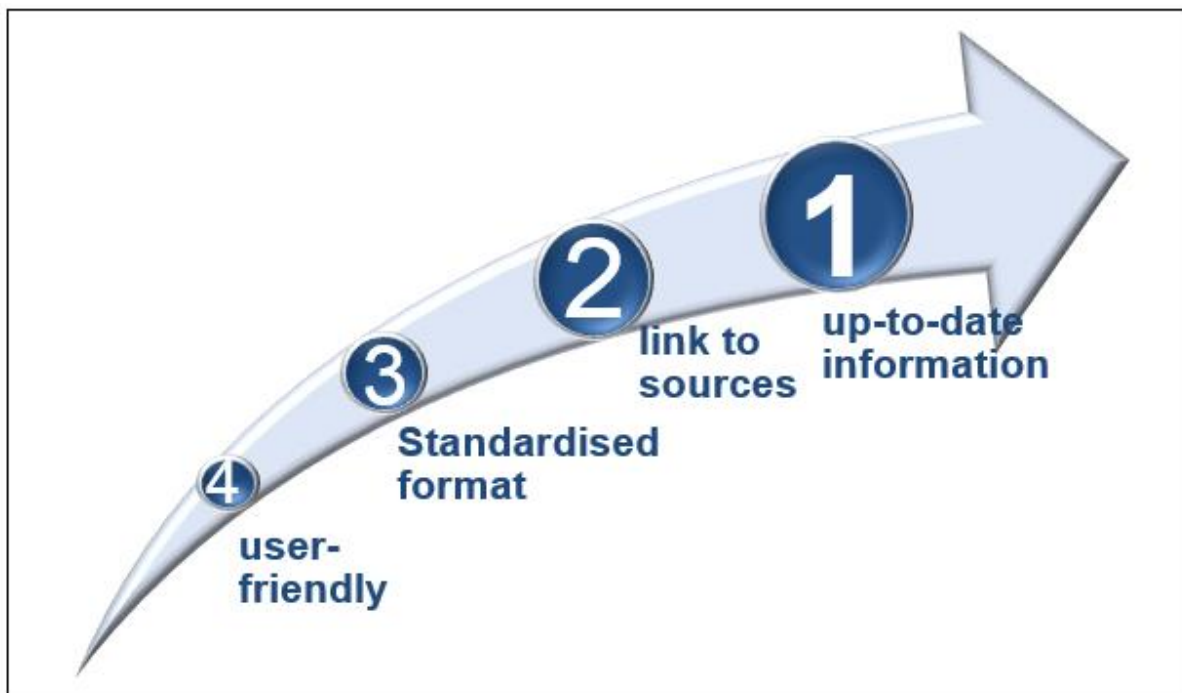 1
up-to-date
information
2
link to
sources
3
Standardised
format
4
user-
friendly